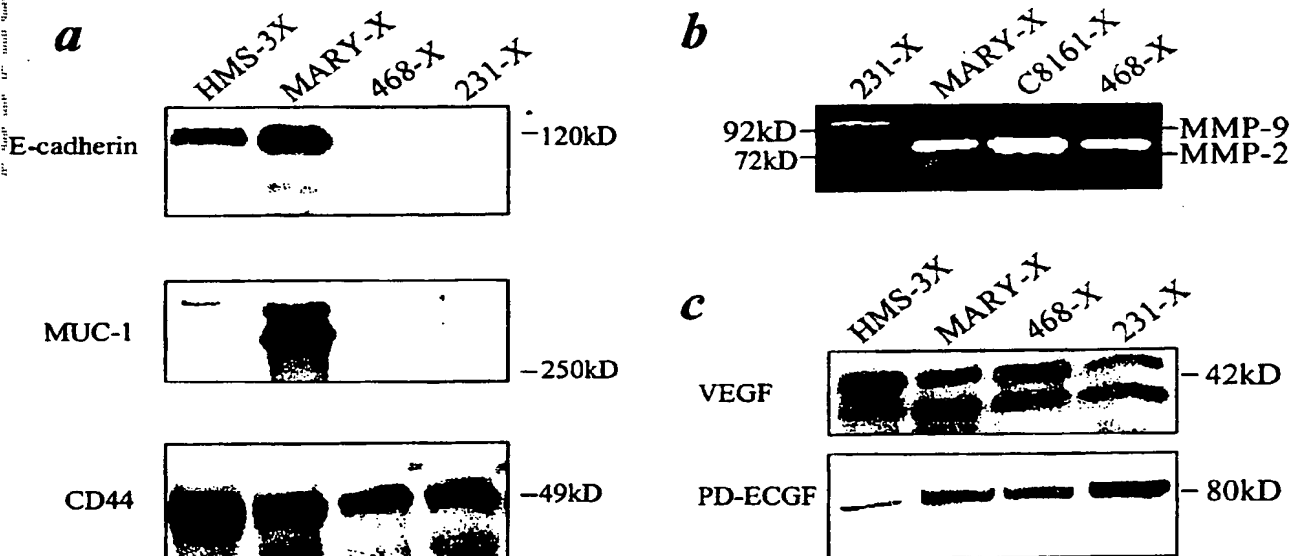 a
HMS-3X MARY-X 468-X 231-X
E-cadherin
-120kD
MUC-1
-250kD
CD44
-49kD
b
231-X MARY-X C8161-X 468-X
92kD- -MMP-9
72kD- -MMP-2
c
HMS-3X MARY-X 468-X 231-X
VEGF
-42kD
PD-ECGF
-80kD